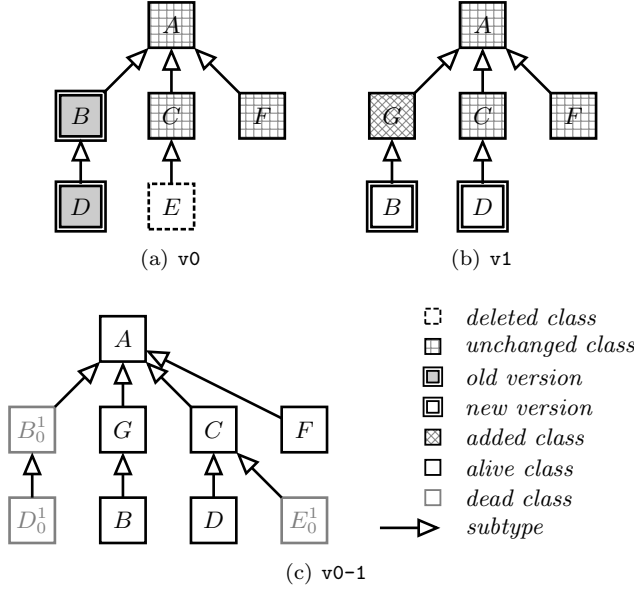 A
B
C
F
D
E
(a) v0
A
G
C
F
B
D
(b) v1
A
B₀¹
G
C
F
D₀¹
B
D
E₀¹
(c) v0-1
deleted class
unchanged class
old version
new version
added class
alive class
dead class
subtype